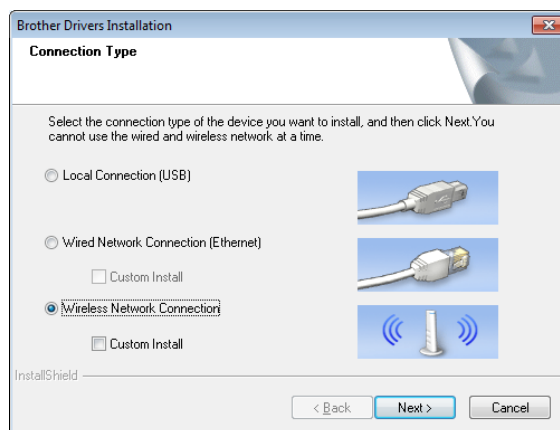 Brother Drivers Installation
Connection Type
Select the connection type of the device you want to install, and then click Next.You
cannot use the wired and wireless network at a time.
Local Connection (USB)
Wired Network Connection (Ethernet)
Custom Install
Wireless Network Connection
Custom Install
InstallShield
< Back
Next >
Cancel